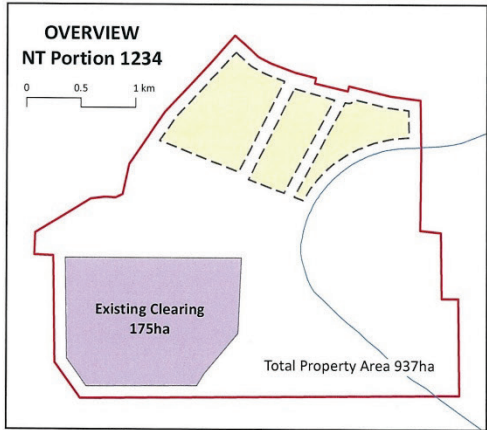 OVERVIEW
NT Portion 1234
0 0.5 1 km
Existing Clearing
175ha
Total Property Area 937ha